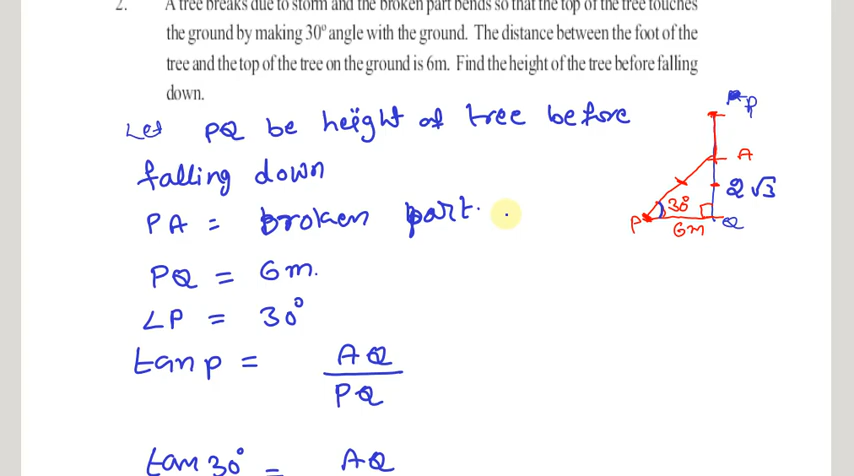 2. A tree breaks due to storm and the broken part bends so that the top of the tree touches
the ground by making 30° angle with the ground. The distance between the foot of the
tree and the top of the tree on the ground is 6m. Find the height of the tree before falling
down.
Let PQ be height of tree before
falling down
PA = broken part.
PQ = 6m.
∠P = 30°
tan p = AQ
PQ
tan 30° = AQ
P
A
2√3
30°
P
Q
6m